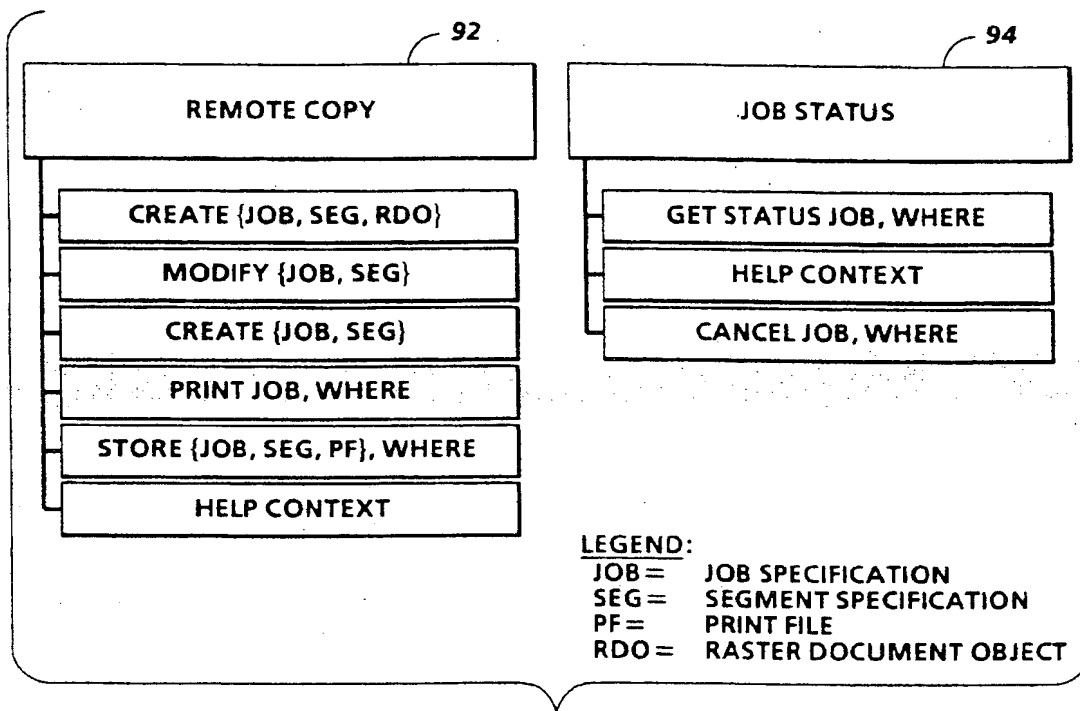 92
REMOTE COPY
CREATE {JOB, SEG, RDO}
MODIFY {JOB, SEG}
CREATE {JOB, SEG}
PRINT JOB, WHERE
STORE {JOB, SEG, PF}, WHERE
HELP CONTEXT
94
JOB STATUS
GET STATUS JOB, WHERE
HELP CONTEXT
CANCEL JOB, WHERE
LEGEND:
JOB = JOB SPECIFICATION
SEG = SEGMENT SPECIFICATION
PF = PRINT FILE
RDO = RASTER DOCUMENT OBJECT